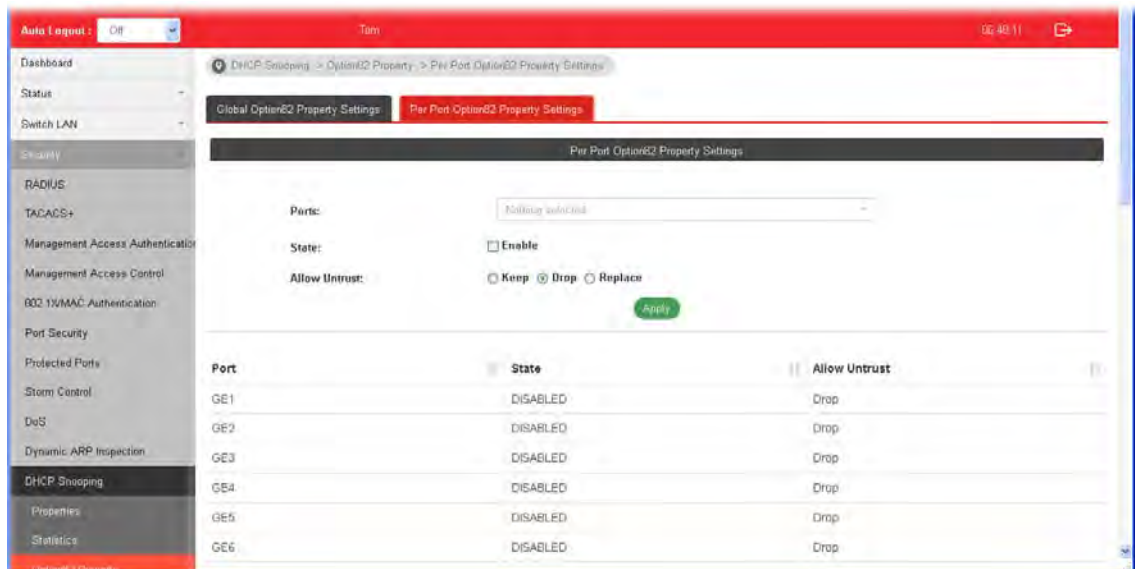 Auto Logout : Off Tom
DHCP Snooping > Option82 Property > Per Port Option82 Property Settings
Dashboard
Status
Switch LAN
Security
RADIUS
TACACS+
Management Access Authentication
Management Access Control
802.1X/MAC Authentication
Port Security
Protected Ports
Storm Control
DoS
Dynamic ARP Inspection
DHCP Snooping
Properties
Statistics
Global Option82 Property Settings Per Port Option82 Property Settings
Per Port Option82 Property Settings
Ports: Nothing selected
State: Enable
Allow Untrust: Keep Drop Replace
Apply
Port State Allow Untrust
GE1 DISABLED Drop
GE2 DISABLED Drop
GE3 DISABLED Drop
GE4 DISABLED Drop
GE5 DISABLED Drop
GE6 DISABLED Drop